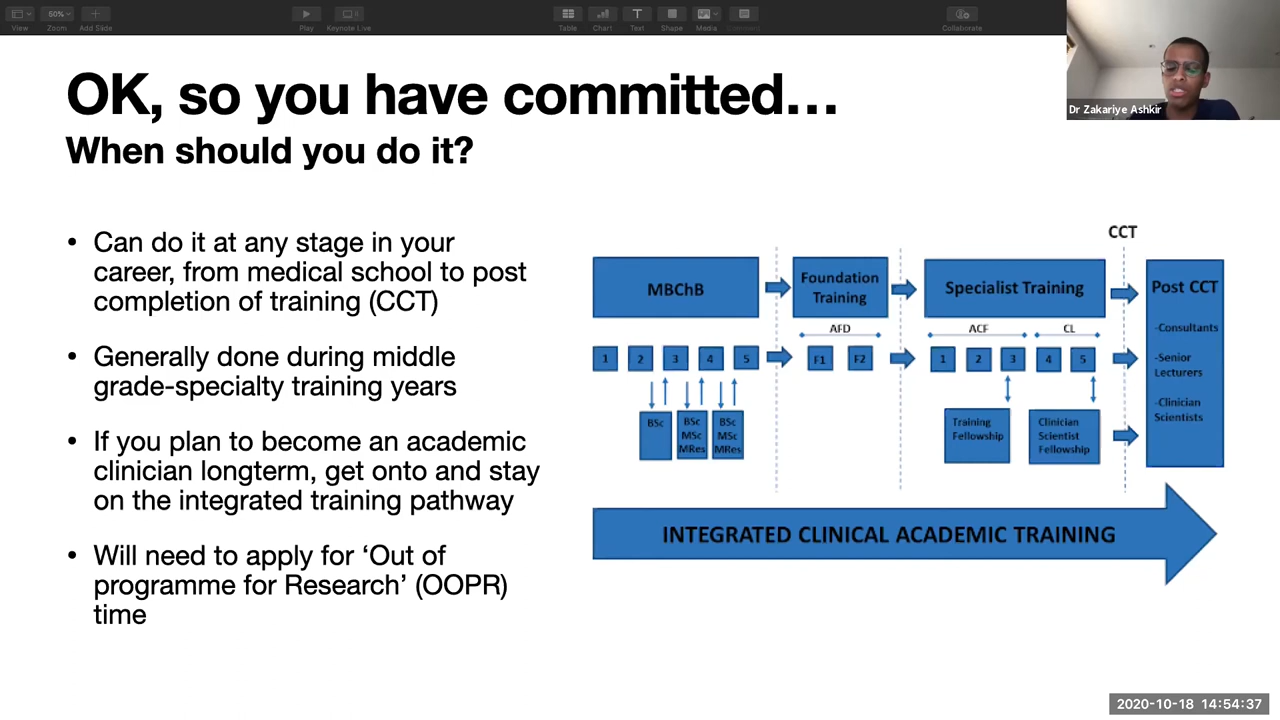 View
50%
Zoom
Add Slide
Play
Keynote Live
Table
Chart
T
Text
Shape
Media
Comment
Collaborate
Dr Zakariye Ashkir
OK, so you have committed…
When should you do it?
• Can do it at any stage in your
career, from medical school to post
completion of training (CCT)
• Generally done during middle
grade-specialty training years
• If you plan to become an academic
clinician longterm, get onto and stay
on the integrated training pathway
• Will need to apply for ‘Out of
programme for Research’ (OOPR)
time
CCT
MBChB
Foundation
Training
Specialist Training
Post CCT
-Consultants
-Senior
Lecturers
-Clinician
Scientists
AFD
ACF
CL
1 2 3 4 5
F1 F2
1 2 3 4 5
BSc
BSc
MSc
MRes
BSc
MSc
MRes
Training
Fellowship
Clinician
Scientist
Fellowship
INTEGRATED CLINICAL ACADEMIC TRAINING
2020-10-18 14:54:37